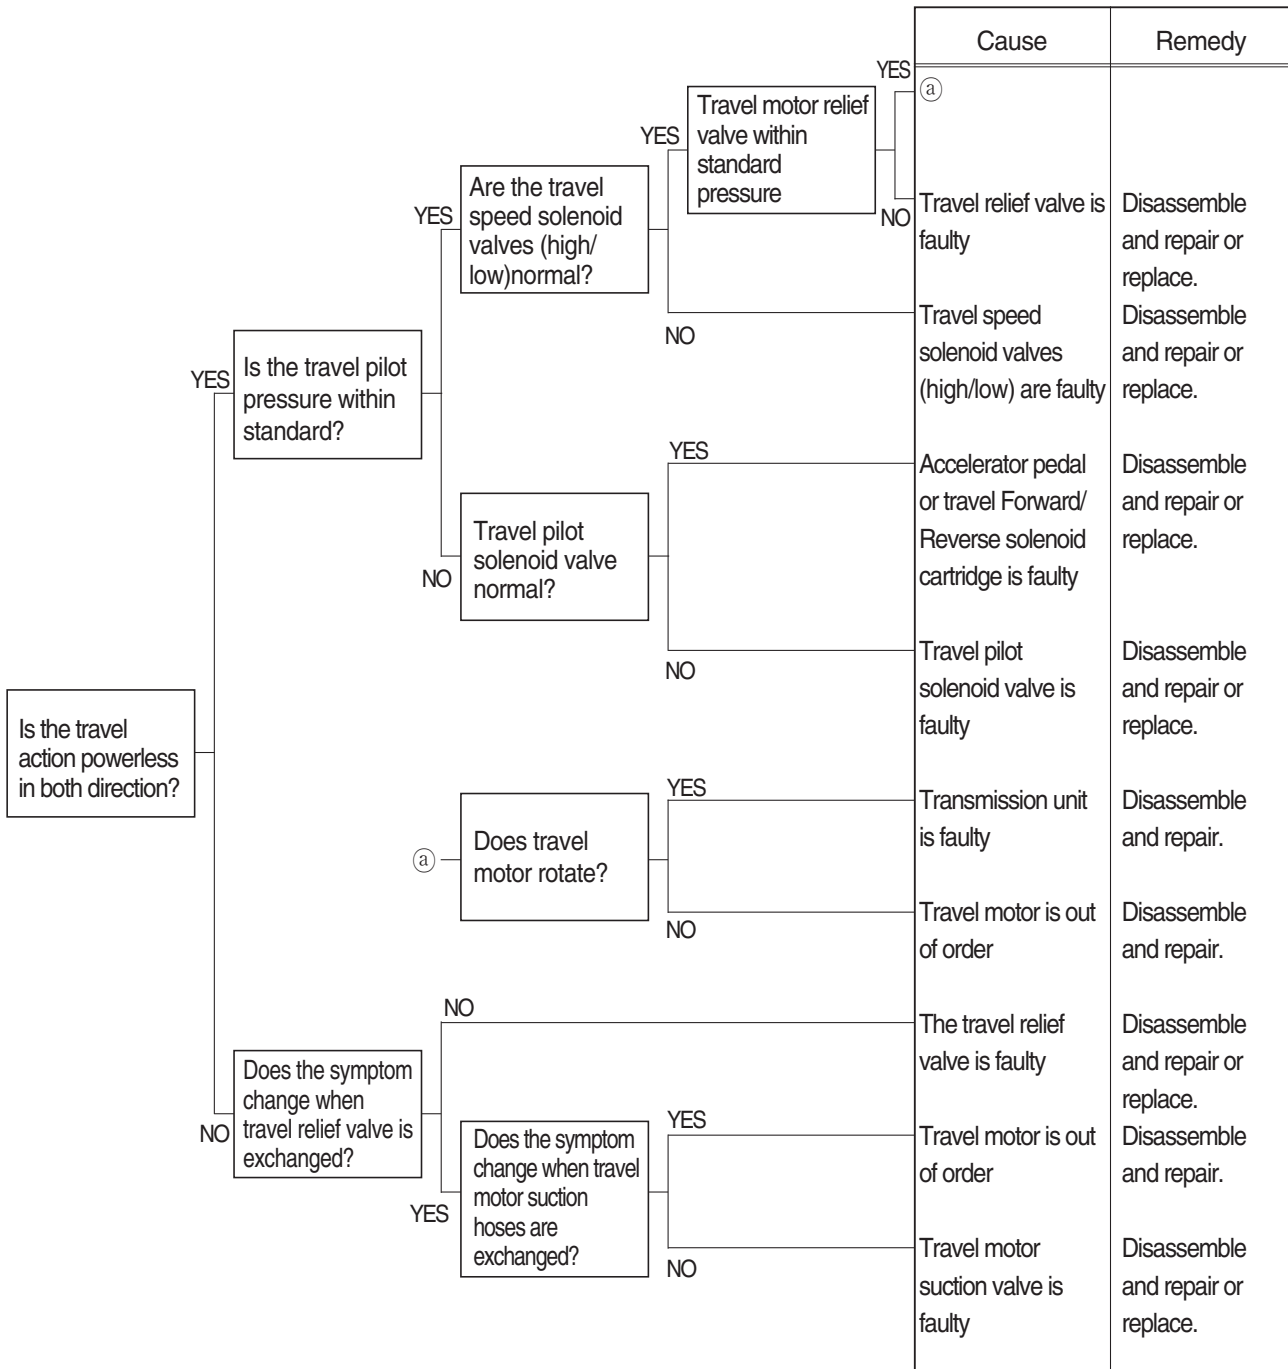 Cause
Remedy
YES
ⓐ
Travel motor relief
valve within
standard
pressure
YES
NO
Travel relief valve is
faulty
Disassemble
and repair or
replace.
Are the travel
speed solenoid
valves (high/
low)normal?
YES
NO
Travel speed
solenoid valves
(high/low) are faulty
Disassemble
and repair or
replace.
Is the travel pilot
pressure within
standard?
YES
YES
Accelerator pedal
or travel Forward/
Reverse solenoid
cartridge is faulty
Disassemble
and repair or
replace.
Travel pilot
solenoid valve
normal?
NO
NO
Travel pilot
solenoid valve is
faulty
Disassemble
and repair or
replace.
Is the travel
action powerless
in both direction?
ⓐ
Does travel
motor rotate?
YES
Transmission unit
is faulty
Disassemble
and repair.
NO
Travel motor is out
of order
Disassemble
and repair.
NO
The travel relief
valve is faulty
Disassemble
and repair or
replace.
NO
Does the symptom
change when
travel relief valve is
exchanged?
YES
Does the symptom
change when travel
motor suction
hoses are
exchanged?
YES
Travel motor is out
of order
Disassemble
and repair.
NO
Travel motor
suction valve is
faulty
Disassemble
and repair or
replace.